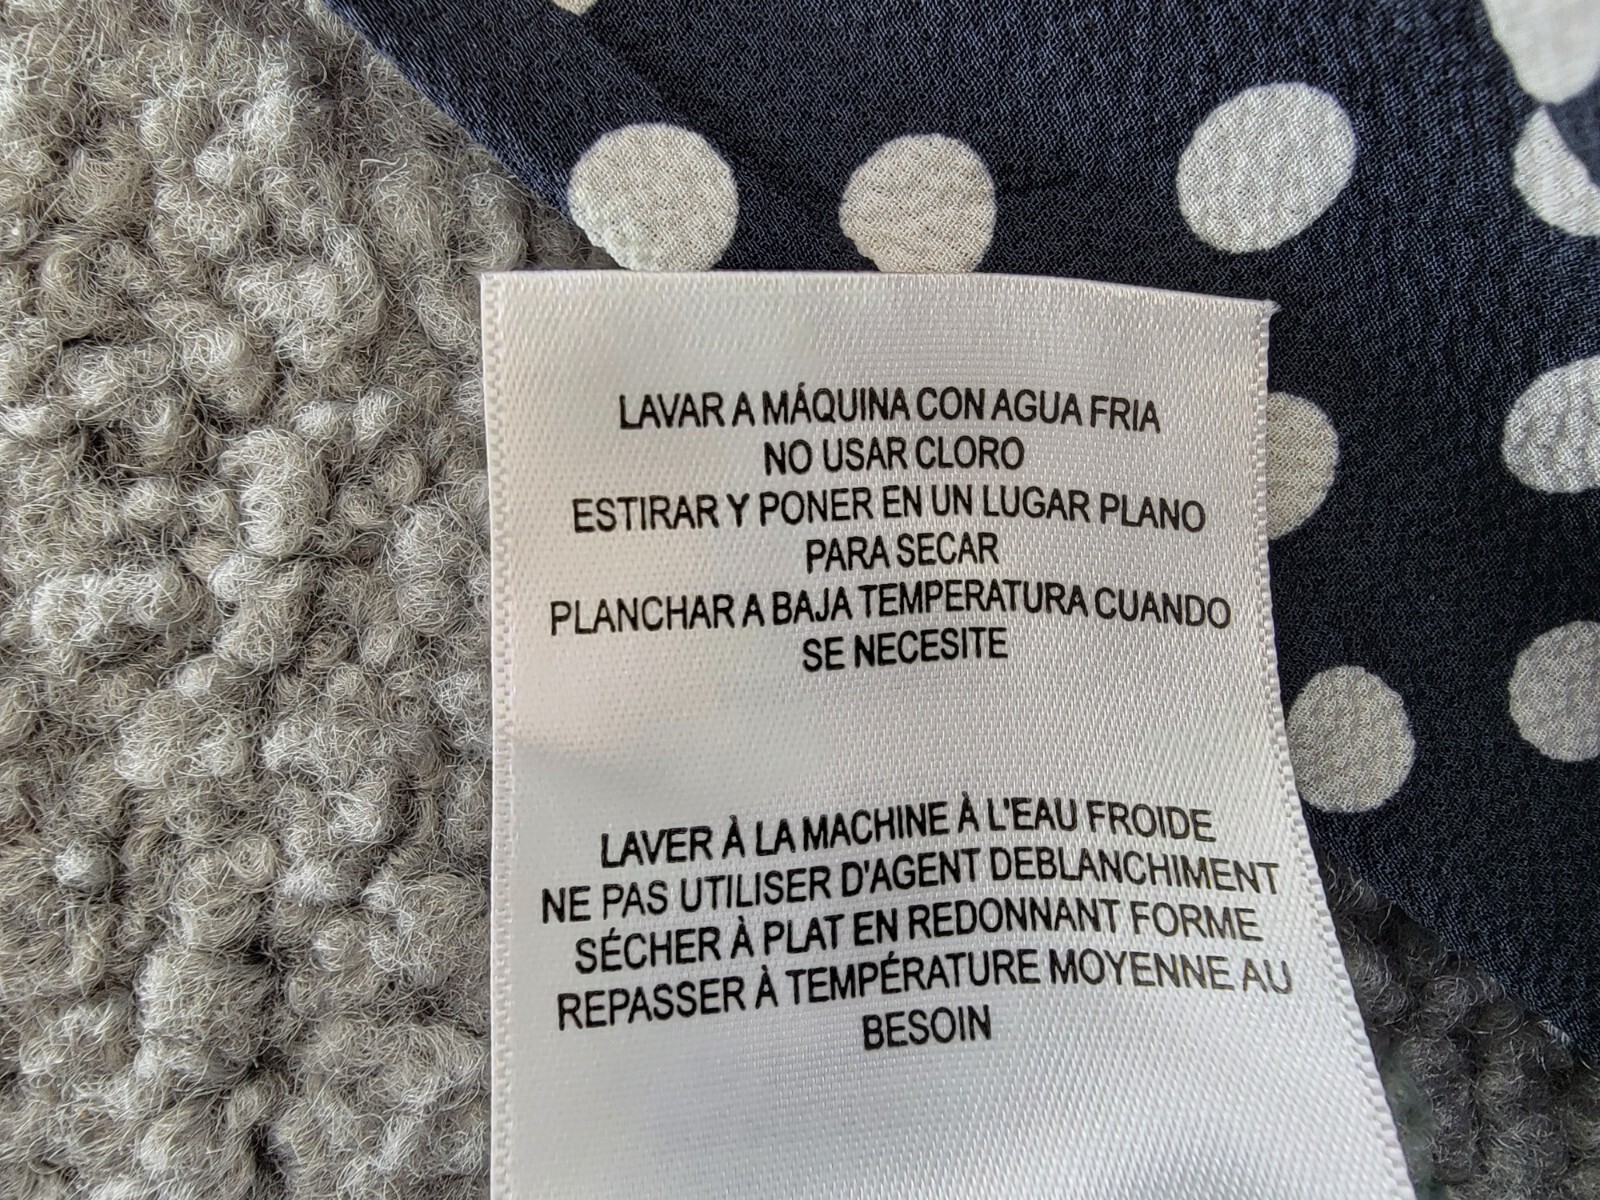 LAVAR A MÁQUINA CON AGUA FRIA
NO USAR CLORO
ESTIRAR Y PONER EN UN LUGAR PLANO
PARA SECAR
PLANCHAR A BAJA TEMPERATURA CUANDO
SE NECESITE
LAVER À LA MACHINE À L'EAU FROIDE
NE PAS UTILISER D'AGENT DEBLANCHIMENT
SÉCHER À PLAT EN REDONNANT FORME
REPASSER À TEMPÉRATURE MOYENNE AU
BESOIN